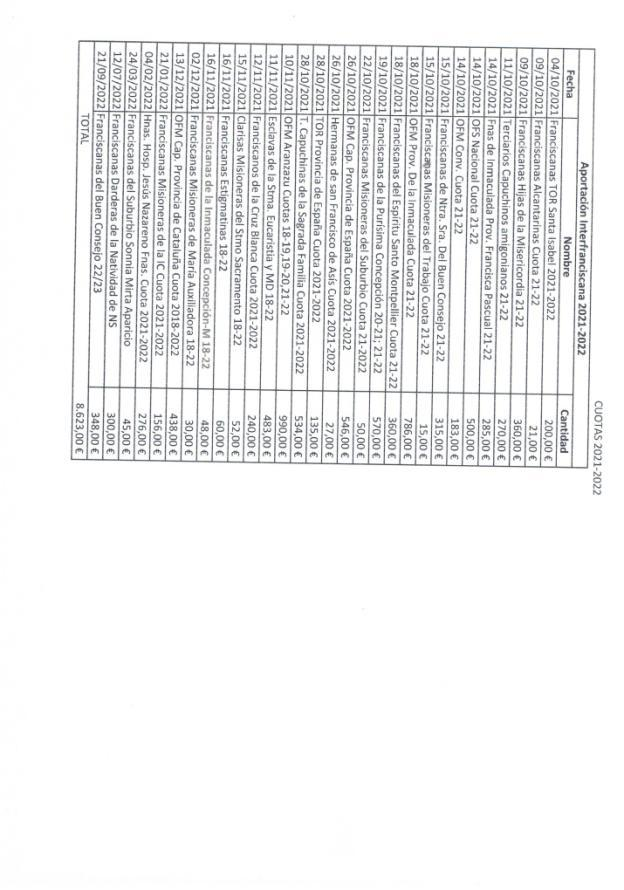 CUOTAS 2021-2022
Aportación Interfranciscana 2021-2022
Fecha Nombre Cantidad
04/10/2021 Franciscanas TOR Santa Isabel 2021-2022 200,00 €
09/10/2021 Franciscanas Alcantarinas Cuota 21-22 21,00 €
09/10/2021 Franciscanas Hijas de la Misericordia 21-22 360,00 €
11/10/2021 Terciarios Capuchinos amigonianos 21-22 270,00 €
14/10/2021 Fnas de Inmaculada Prov. Francisca Pascual 21-22 285,00 €
14/10/2021 OFS Nacional Cuota 21-22 500,00 €
14/10/2021 OFM Conv. Cuota 21-22 183,00 €
15/10/2021 Franciscanas de Ntra. Sra. Del Buen Consejo 21-22 315,00 €
15/10/2021 Franciscanas Misioneras del Trabajo Cuota 21-22 15,00 €
18/10/2021 OFM Prov. De la Inmaculada Cuota 21-22 786,00 €
18/10/2021 Franciscanas del Espíritu Santo Montpellier Cuota 21-22 360,00 €
19/10/2021 Franciscanas de la Purísima Concepción 20-21; 21-22 570,00 €
22/10/2021 Franciscanas Misioneras del Suburbio Cuota 21-2022 50,00 €
26/10/2021 OFM Cap. Provincia de España Cuota 2021-2022 546,00 €
26/10/2021 Hermanas de san Francisco de Asís Cuota 2021-2022 27,00 €
28/10/2021 TOR Provincia de España Cuota 2021-2022 135,00 €
28/10/2021 T. Capuchinas de la Sagrada Familia Cuota 2021-2022 534,00 €
10/11/2021 OFM Aranzazu Cuotas 18-19,19-20,21-22 990,00 €
11/11/2021 Esclavas de la Stma. Eucaristía y MD 18-22 483,00 €
12/11/2021 Franciscanos de la Cruz Blanca Cuota 2021-2022 240,00 €
15/11/2021 Clarisas Misioneras del Stmo Sacramento 18-22 52,00 €
16/11/2021 Franciscanas Estigmatinas 18-22 60,00 €
16/11/2021 Franciscanas de la Inmaculada Concepción-M 18-22 48,00 €
02/12/2021 Franciscanas Misioneras de María Auxiliadora 18-22 30,00 €
13/12/2021 OFM Cap. Provincia de Cataluña Cuota 2018-2022 438,00 €
21/01/2022 Franciscanas Misioneras de la IC Cuota 2021-2022 156,00 €
04/02/2022 Hnas. Hosp. Jesús Nazareno Fnas. Cuota 2021-2022 276,00 €
24/03/2022 Franciscanas del Suburbio Sonnia Mirta Aparicio 45,00 €
12/07/2022 Franciscanas Darderas de la Natividad de NS 300,00 €
21/09/2022 Franciscanas del Buen Consejo 22/23 348,00 €
TOTAL 8.623,00 €